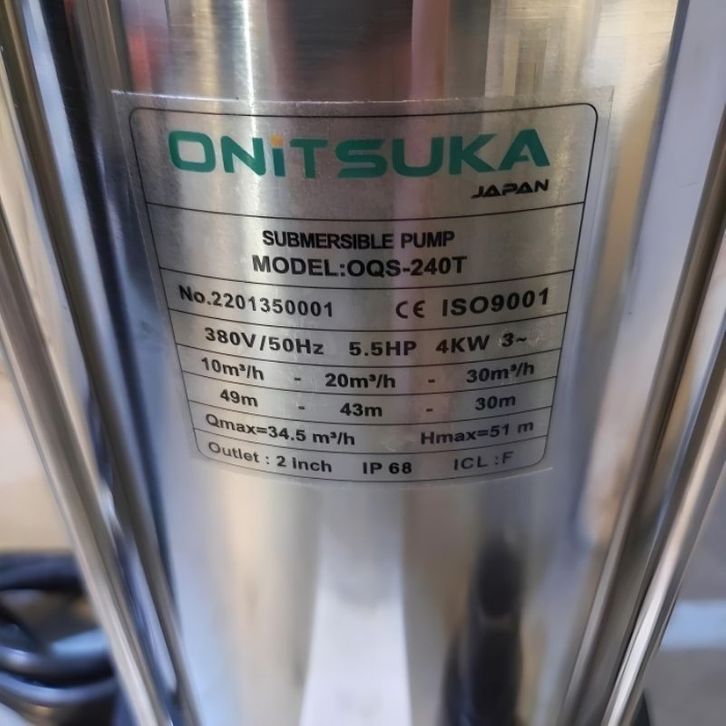 ONiTSUKA
JAPAN
SUBMERSIBLE PUMP
MODEL:OQS-240T
No.2201350001 CE ISO9001
380V/50Hz 5.5HP 4KW 3~
10m³/h - 20m³/h - 30m³/h
49m - 43m - 30m
Qmax=34.5 m³/h Hmax=51 m
Outlet : 2 Inch IP 68 ICL :F